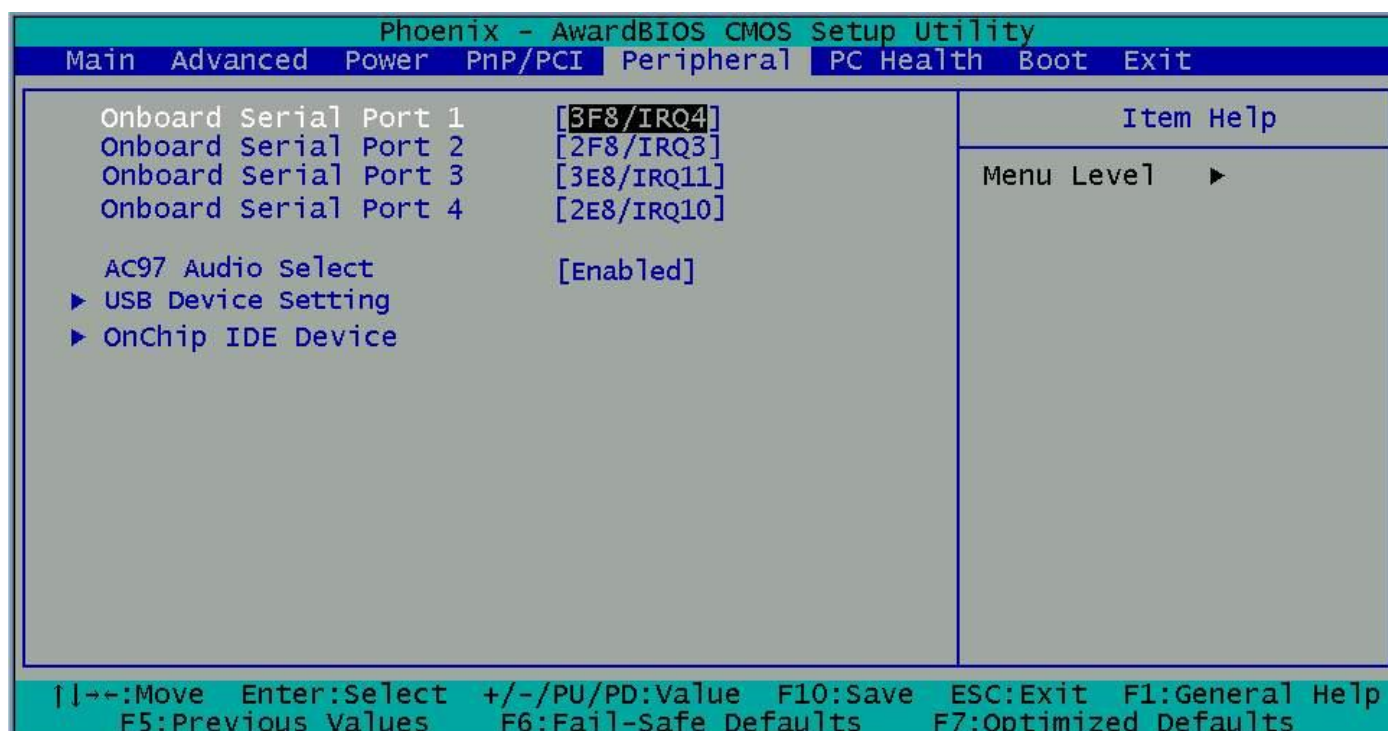 Phoenix - AwardBIOS CMOS Setup Utility
Main Advanced Power PnP/PCI Peripheral PC Health Boot Exit
Onboard Serial Port 1 [3F8/IRQ4]
Onboard Serial Port 2 [2F8/IRQ3]
Onboard Serial Port 3 [3E8/IRQ11]
Onboard Serial Port 4 [2E8/IRQ10]
AC97 Audio Select [Enabled]
▶ USB Device Setting
▶ OnChip IDE Device
Item Help
Menu Level ▶
↑↓→←:Move Enter:Select +/-/PU/PD:Value F10:Save ESC:Exit F1:General Help
F5:Previous Values F6:Fail-Safe Defaults F7:Optimized Defaults